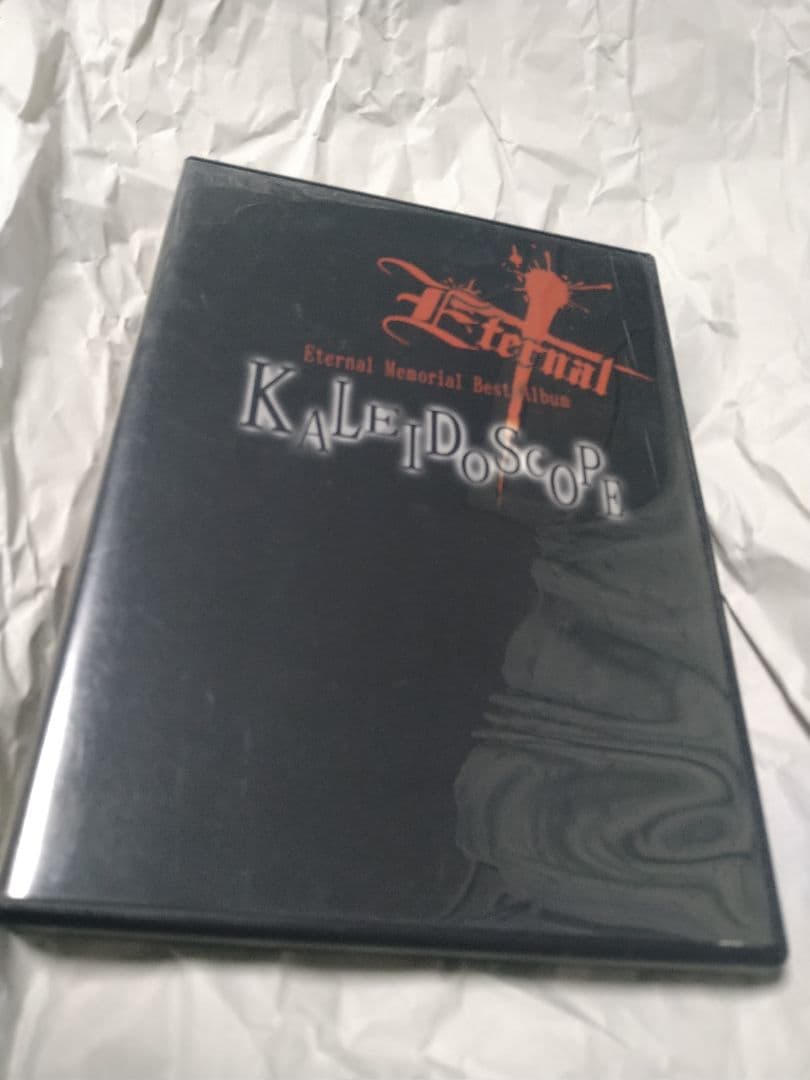 Eternal
Eternal Memorial Best Album
KALEIDOSCOPE